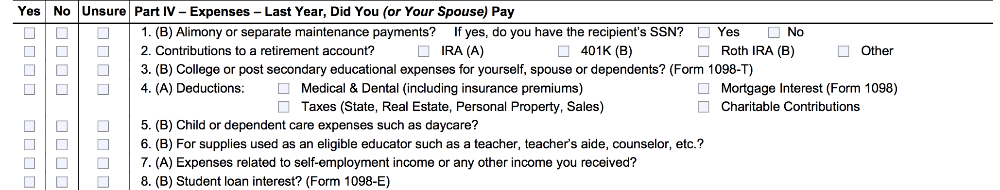 Yes No Unsure Part IV – Expenses – Last Year, Did You (or Your Spouse) Pay
1. (B) Alimony or separate maintenance payments? If yes, do you have the recipient’s SSN? Yes No
2. Contributions to a retirement account? IRA (A) 401K (B) Roth IRA (B) Other
3. (B) College or post secondary educational expenses for yourself, spouse or dependents? (Form 1098-T)
4. (A) Deductions: Medical & Dental (including insurance premiums) Mortgage Interest (Form 1098)
Taxes (State, Real Estate, Personal Property, Sales) Charitable Contributions
5. (B) Child or dependent care expenses such as daycare?
6. (B) For supplies used as an eligible educator such as a teacher, teacher’s aide, counselor, etc.?
7. (A) Expenses related to self-employment income or any other income you received?
8. (B) Student loan interest? (Form 1098-E)